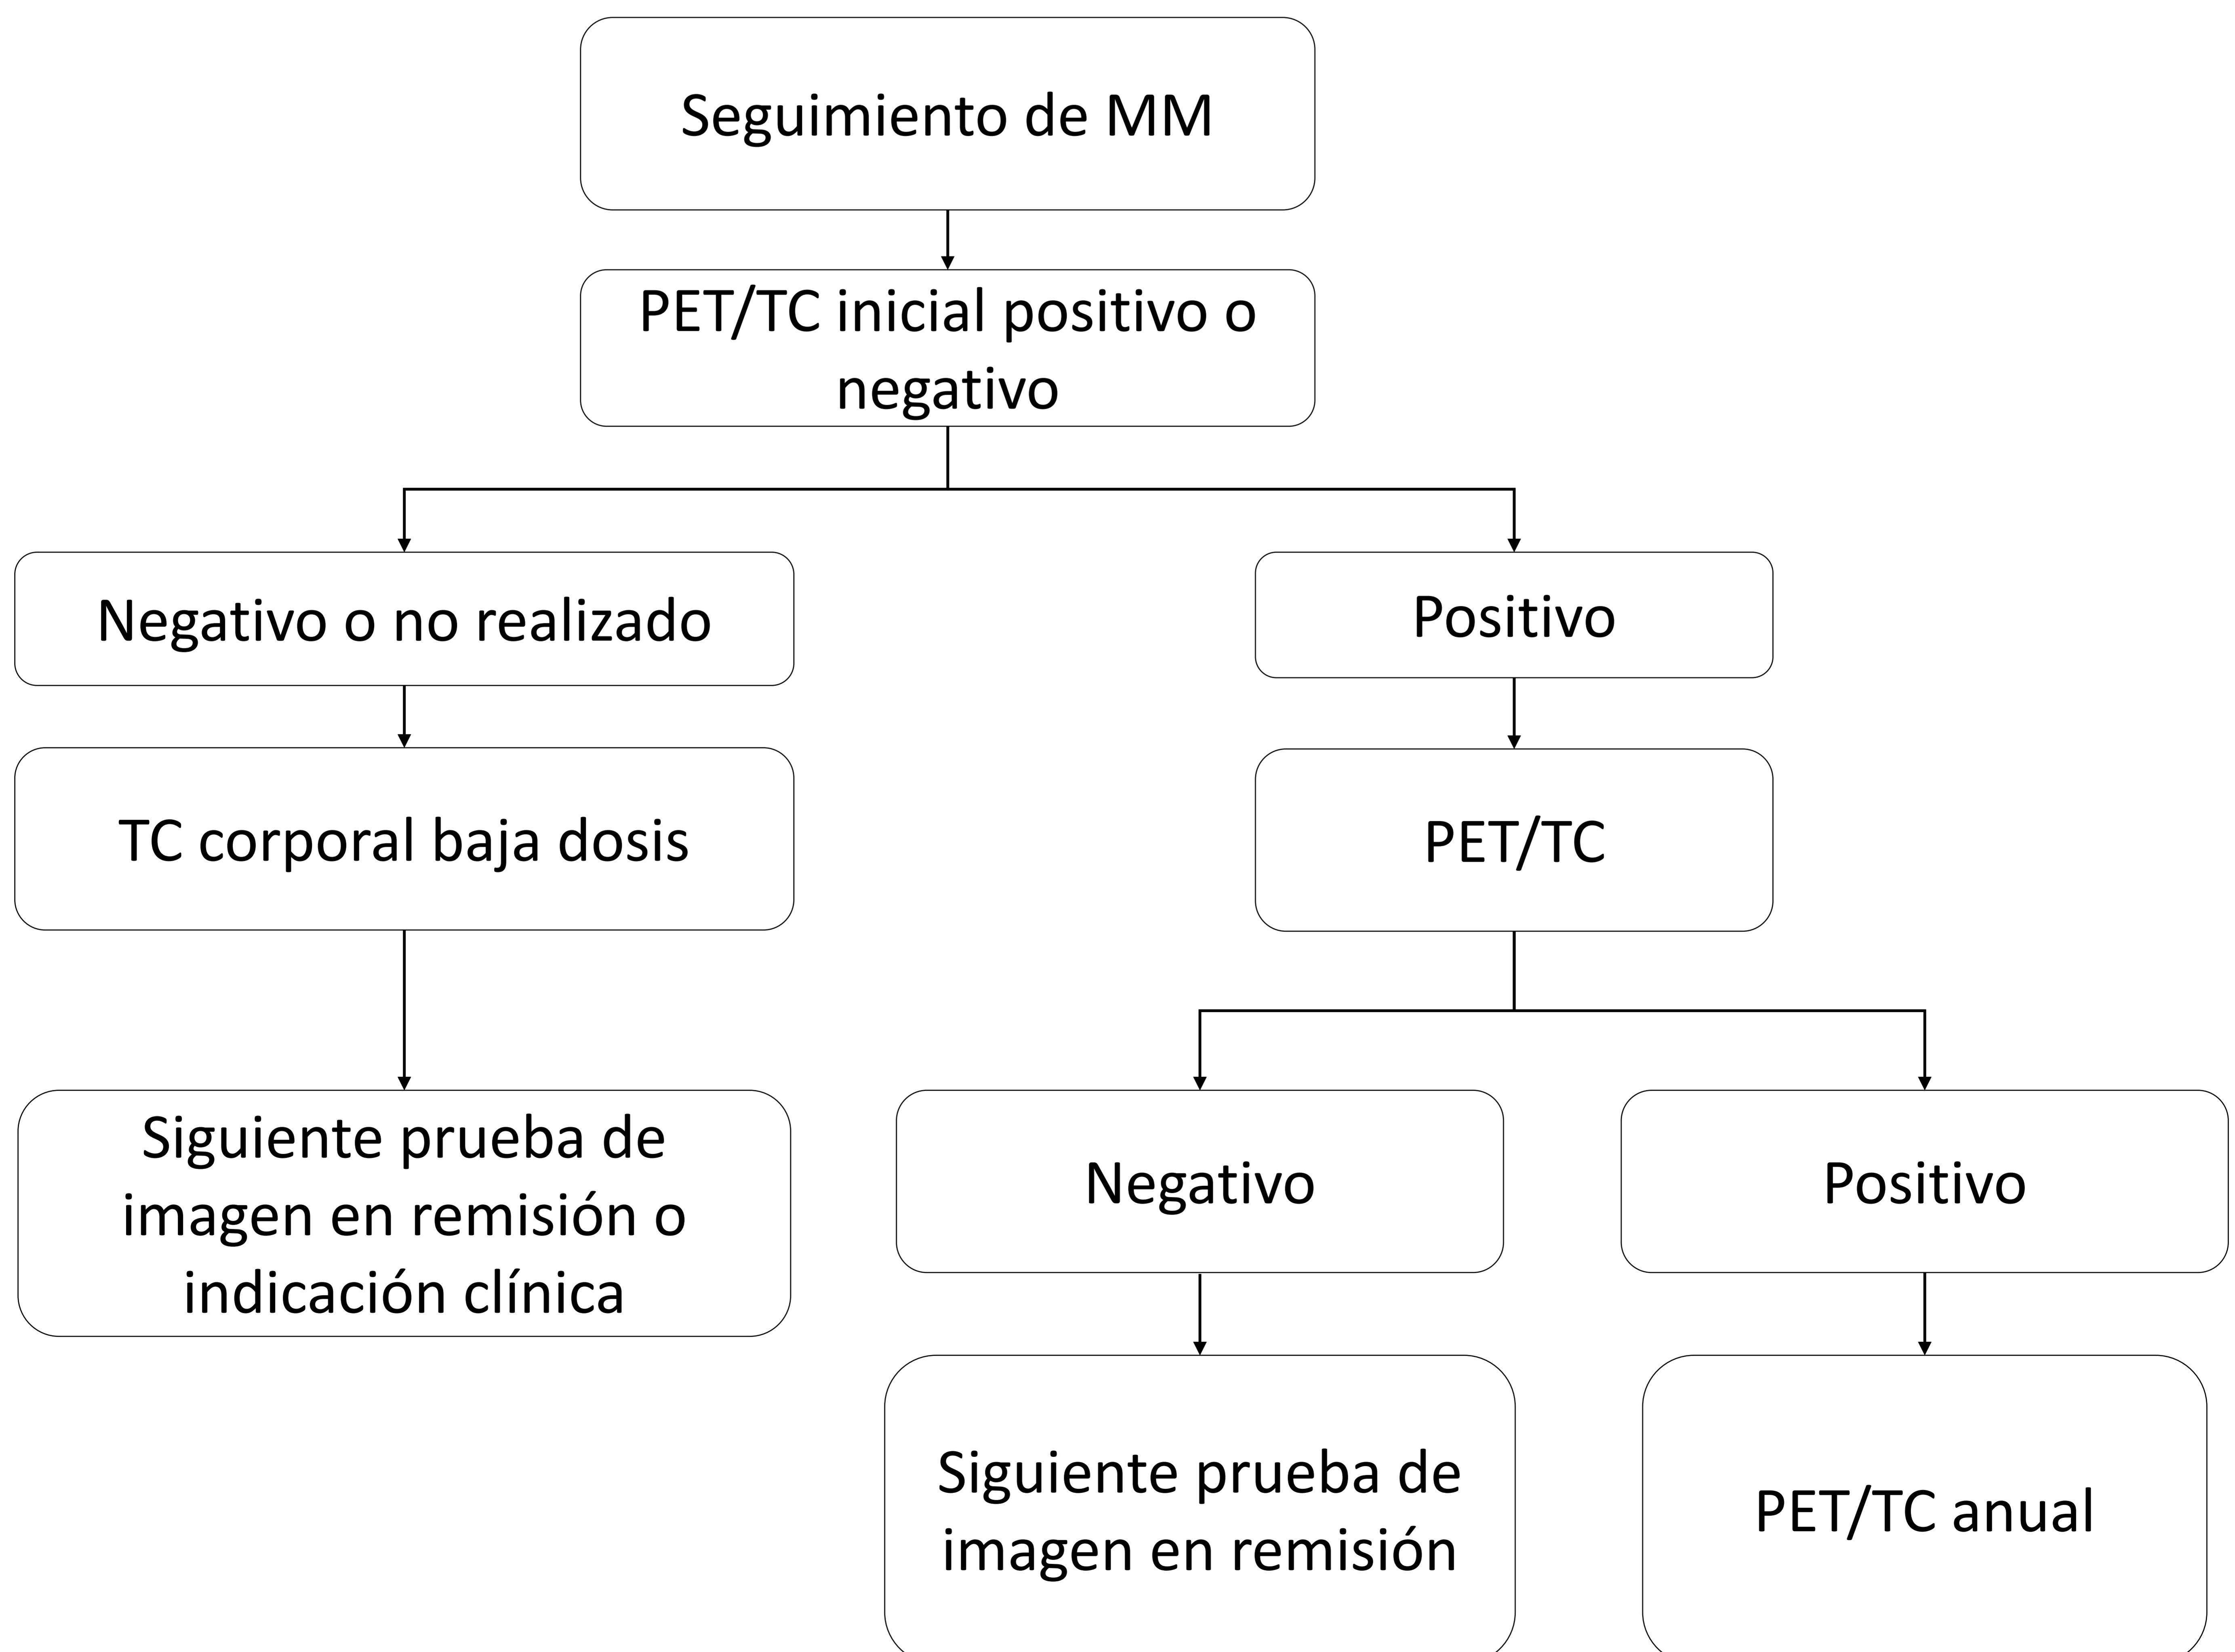 Seguimiento de MM
PET/TC inicial positivo o
negativo
Negativo o no realizado
Positivo
TC corporal baja dosis
PET/TC
Siguiente prueba de
imagen en remisión o
indicación clínica
Negativo
Positivo
Siguiente prueba de
imagen en remisión
PET/TC anual